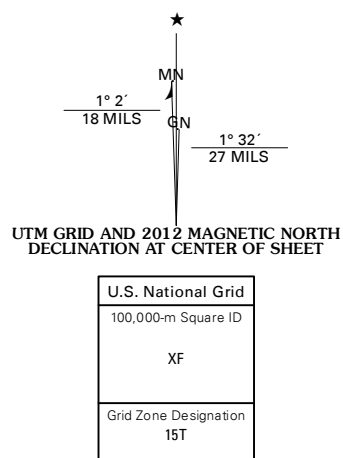 ★
MN
1° 2´
18 MILS
GN
1° 32´
27 MILS
UTM GRID AND 2012 MAGNETIC NORTH
DECLINATION AT CENTER OF SHEET
U.S. National Grid
100,000-m Square ID
XF
Grid Zone Designation
15T